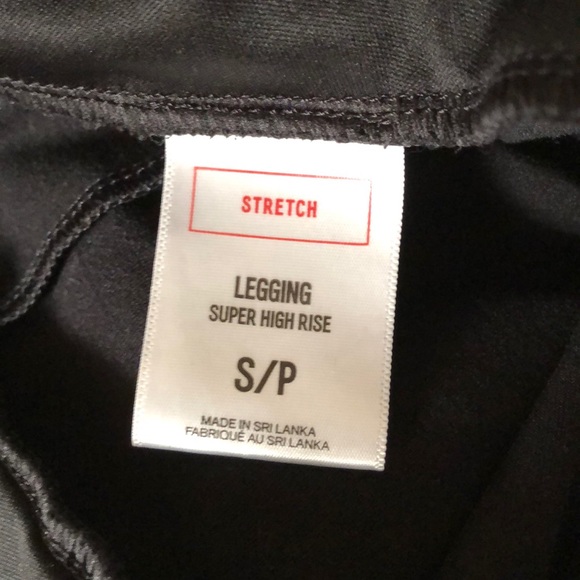 STRETCH
LEGGING
SUPER HIGH RISE
S/P
MADE IN SRI LANKA
FABRIQUÉ AU SRI LANKA